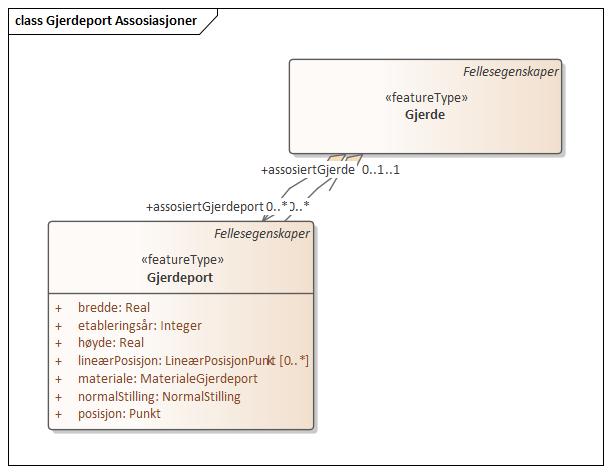 class Gjerdeport Assosiasjoner
Fellesegenskaper
«featureType»
Gjerde
+assosiertGjerde 0..1..1
+assosiertGjerdeport 0..* 0..*
Fellesegenskaper
«featureType»
Gjerdeport
+ bredde: Real
+ etableringsår: Integer
+ høyde: Real
+ lineærPosisjon: LineærPosisjonPunkt [0..*]
+ materiale: MaterialeGjerdeport
+ normalStilling: NormalStilling
+ posisjon: Punkt